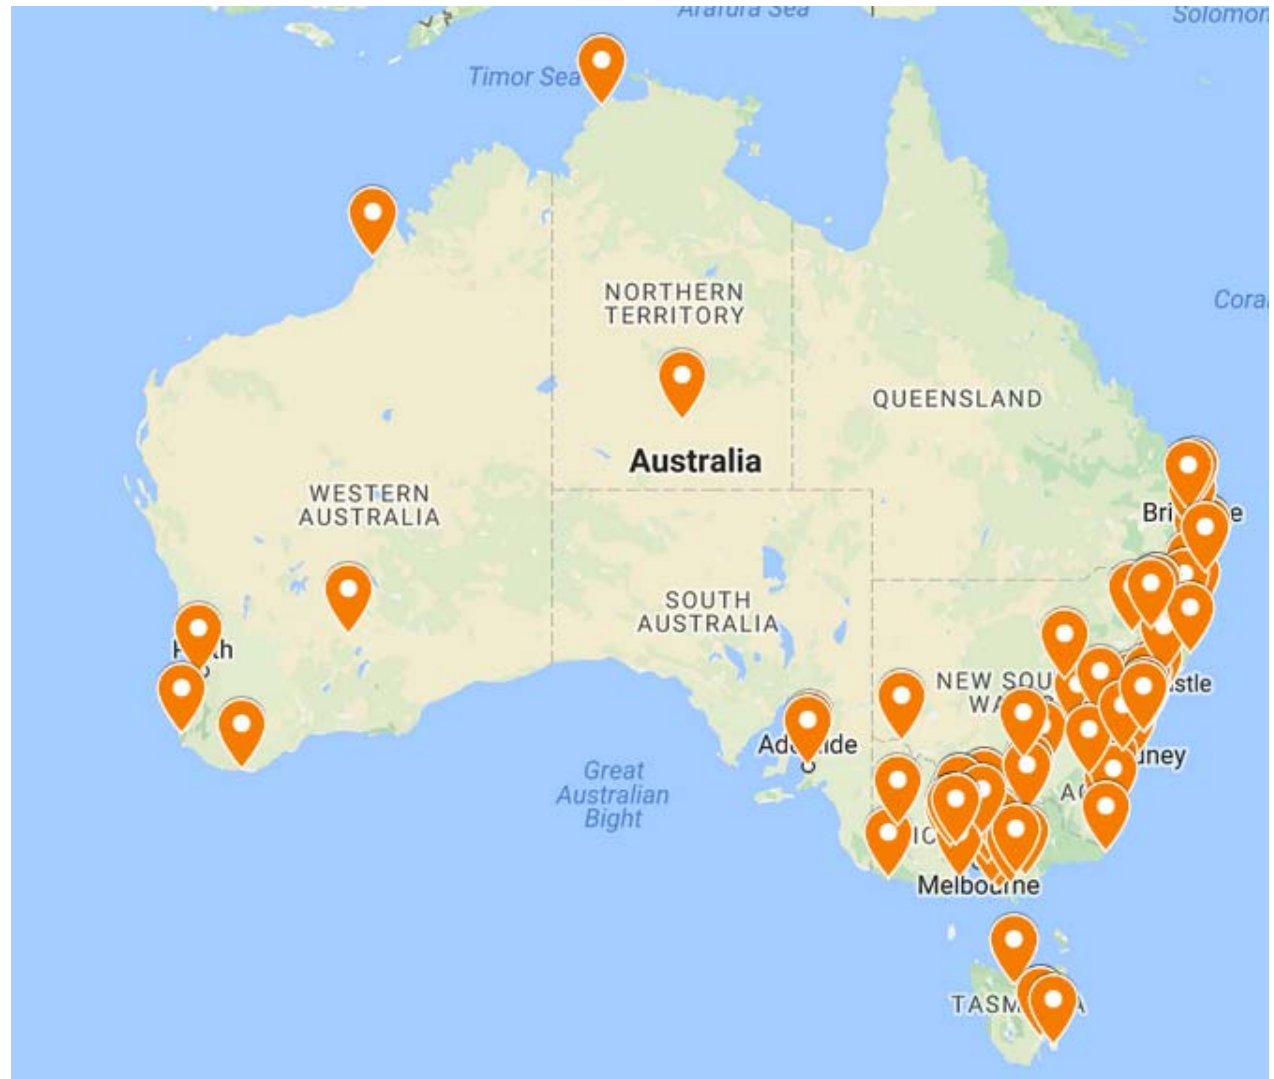 Arafura Sea
Solomon
Timor Sea
NORTHERN
TERRITORY
Coral
QUEENSLAND
Australia
WESTERN
AUSTRALIA
SOUTH
AUSTRALIA
NEW SOU
Great
Australian
Bight
Melbourne